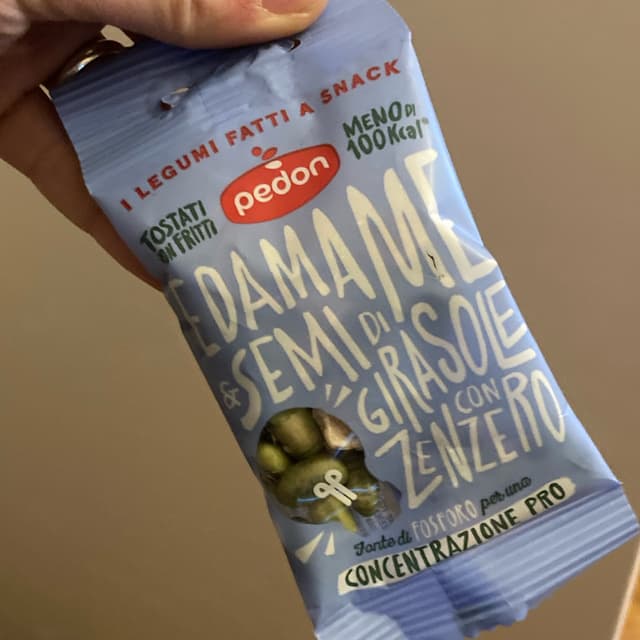 I LEGUMI FATTI A SNACK
pedon
MENO DI
100 Kcal
TOSTATI
NON FRITTI
EDAMAME
& SEMI DI
GIRASOLE
CON
ZENZERO
Fonte di FOSFORO per una
CONCENTRAZIONE PRO